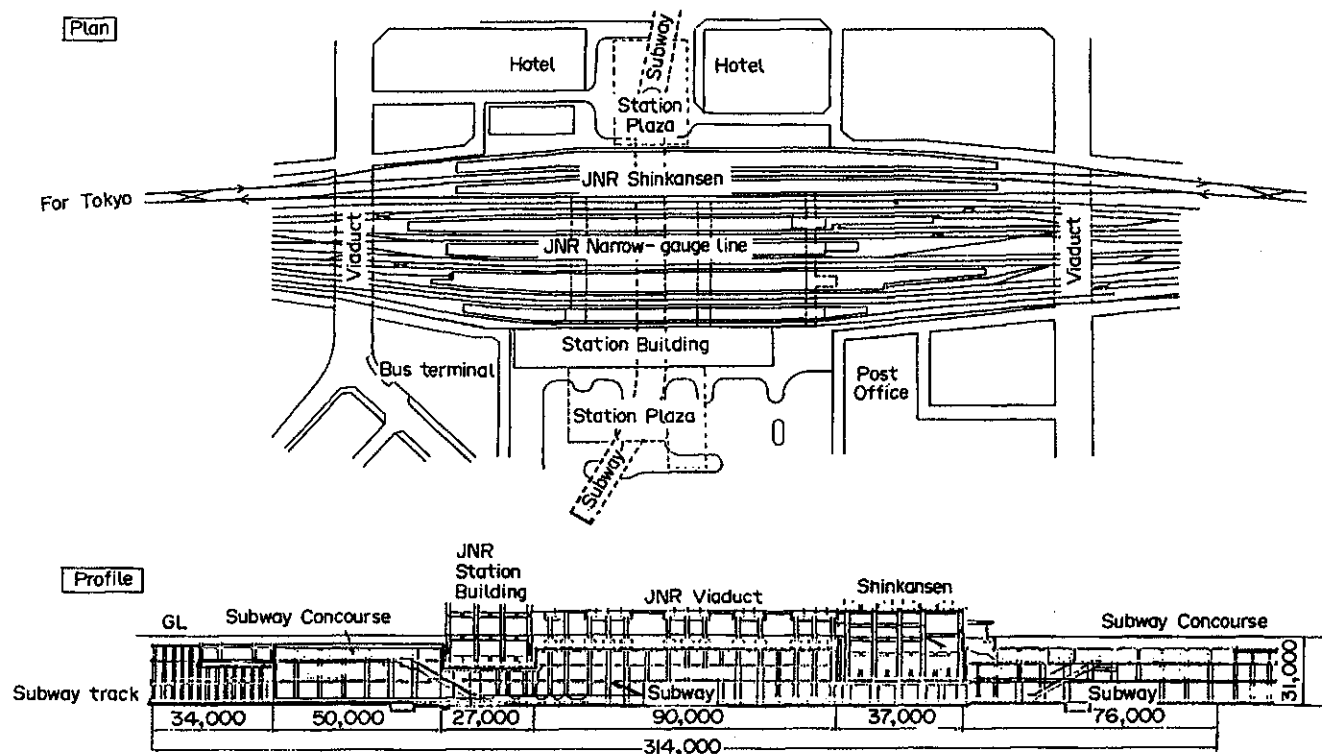 Plan
Subway
Hotel
Hotel
Station
Plaza
JNR Shinkansen
For Tokyo
Viaduct
JNR Narrow-gauge line
Viaduct
Station Building
Bus terminal
Post
Office
Station Plaza
Subway
Profile
JNR
Station
Building
JNR Viaduct
Shinkansen
GL
Subway Concourse
Subway Concourse
Subway track
Subway
Subway
31,000
34,000
50,000
27,000
90,000
37,000
76,000
314,000